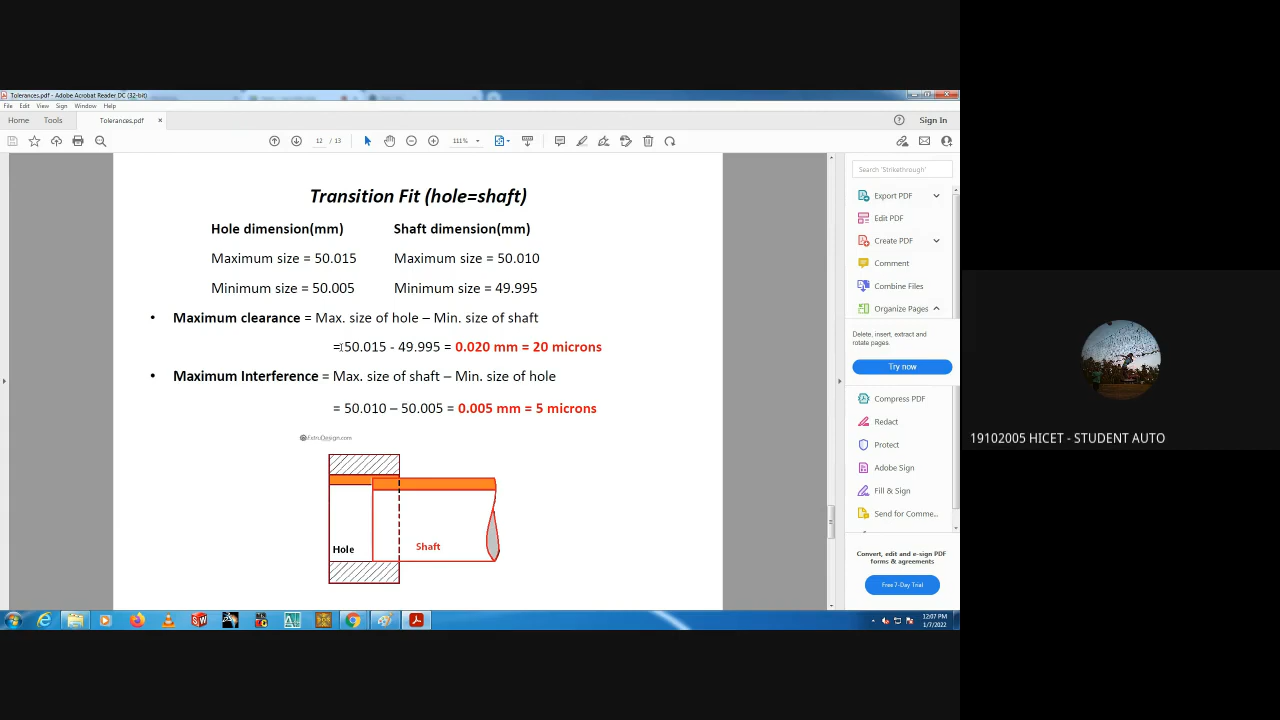 Tolerances.pdf - Adobe Acrobat Reader DC (32-bit)
File Edit View Sign Window Help
Home Tools Tolerances.pdf × Sign In
12 / 13 111%
Transition Fit (hole=shaft)
Hole dimension(mm) Shaft dimension(mm)
Maximum size = 50.015 Maximum size = 50.010
Minimum size = 50.005 Minimum size = 49.995
• Maximum clearance = Max. size of hole – Min. size of shaft
=50.015 - 49.995 = 0.020 mm = 20 microns
• Maximum Interference = Max. size of shaft – Min. size of hole
= 50.010 – 50.005 = 0.005 mm = 5 microns
ExtruDesign.com
Hole
Shaft
Search 'Strikethrough'
Export PDF
Edit PDF
Create PDF
Comment
Combine Files
Organize Pages
Delete, insert, extract and
rotate pages.
Try now
Compress PDF
Redact
Protect
Adobe Sign
Fill & Sign
Send for Comme...
Convert, edit and e-sign PDF
forms & agreements
Free 7-Day Trial
12:07 PM
1/7/2022
19102005 HICET - STUDENT AUTO